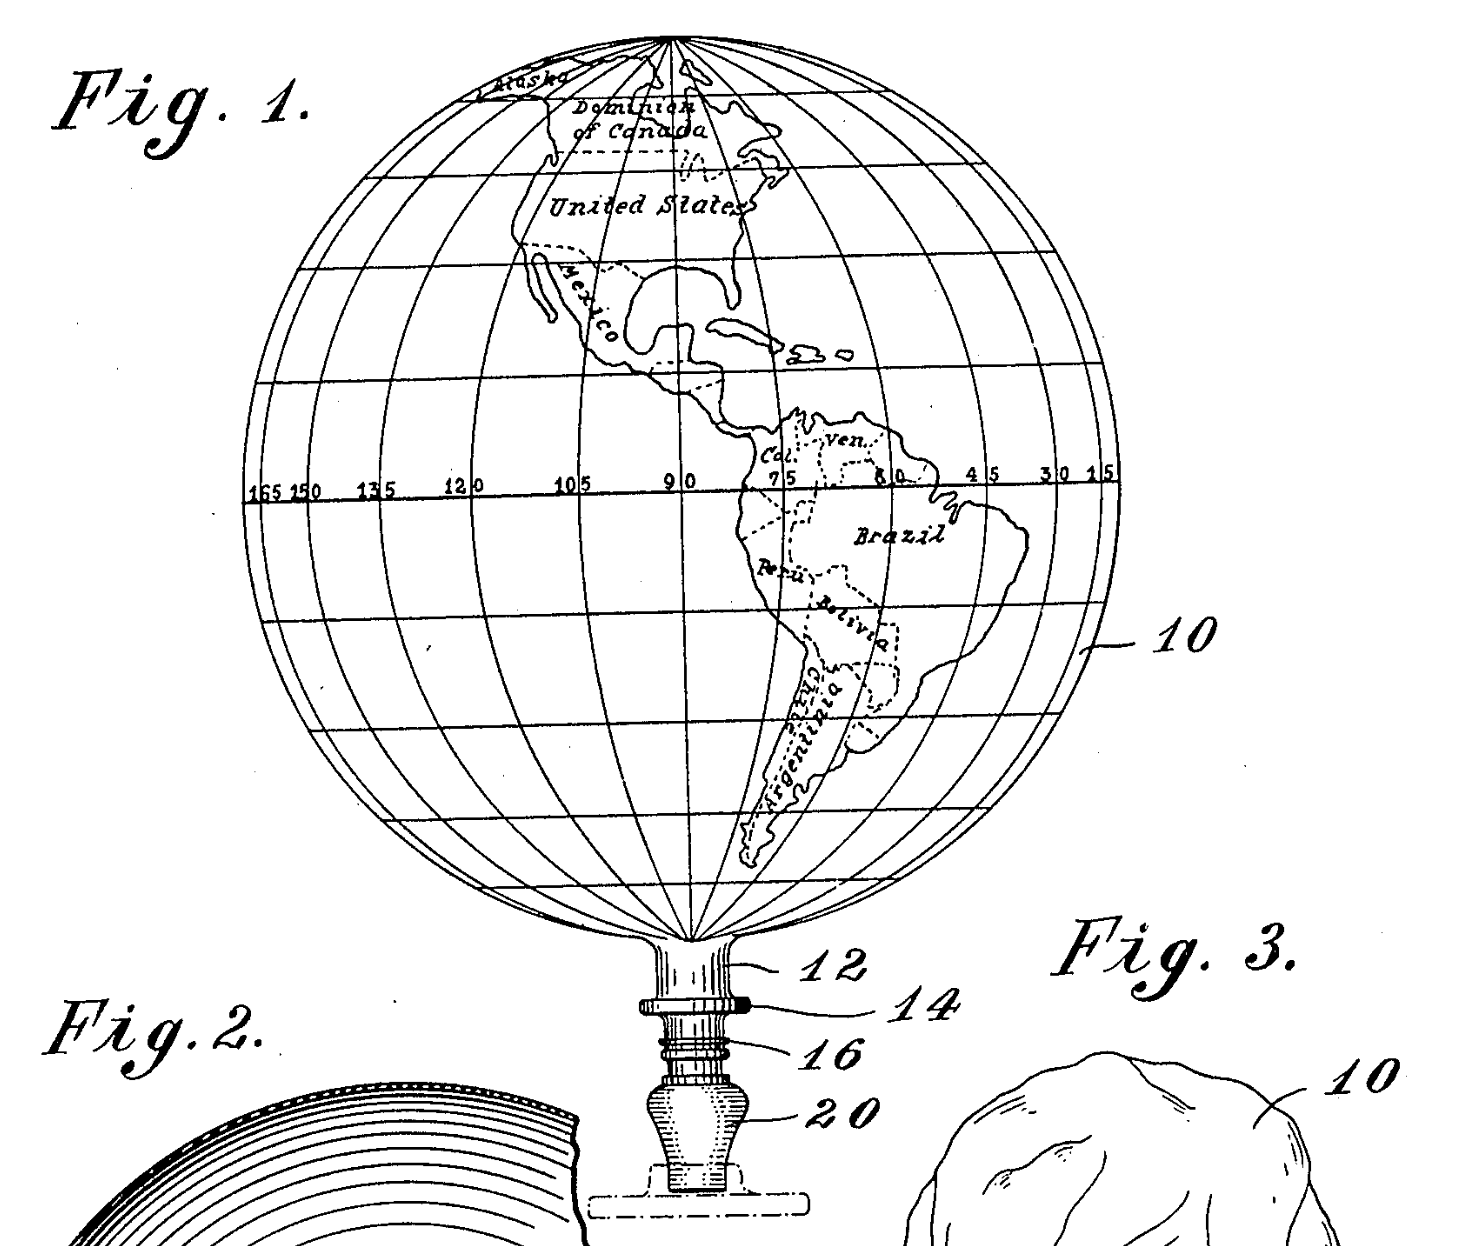 Fig. 1.
Alaska
Dominion
of Canada
United States
Mexico
Col.
Ven.
165 150 135 120 105 90 75 60 45 30 15
Brazil
Peru
Bolivia
Chile
Argentinia
10
12
14
16
20
Fig. 2.
Fig. 3.
10